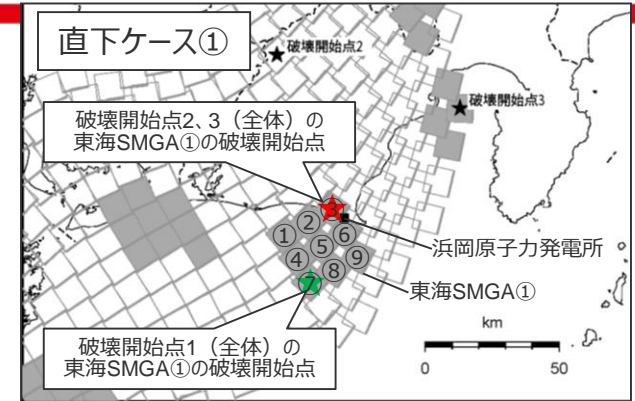 直下ケース①
破壊開始点2
破壊開始点3
破壊開始点2、3（全体）の
東海SMGA①の破壊開始点
③
②
①
⑥
⑤
④
⑨
⑧
⑦
浜岡原子力発電所
東海SMGA①
破壊開始点1（全体）の
東海SMGA①の破壊開始点
km
0 50